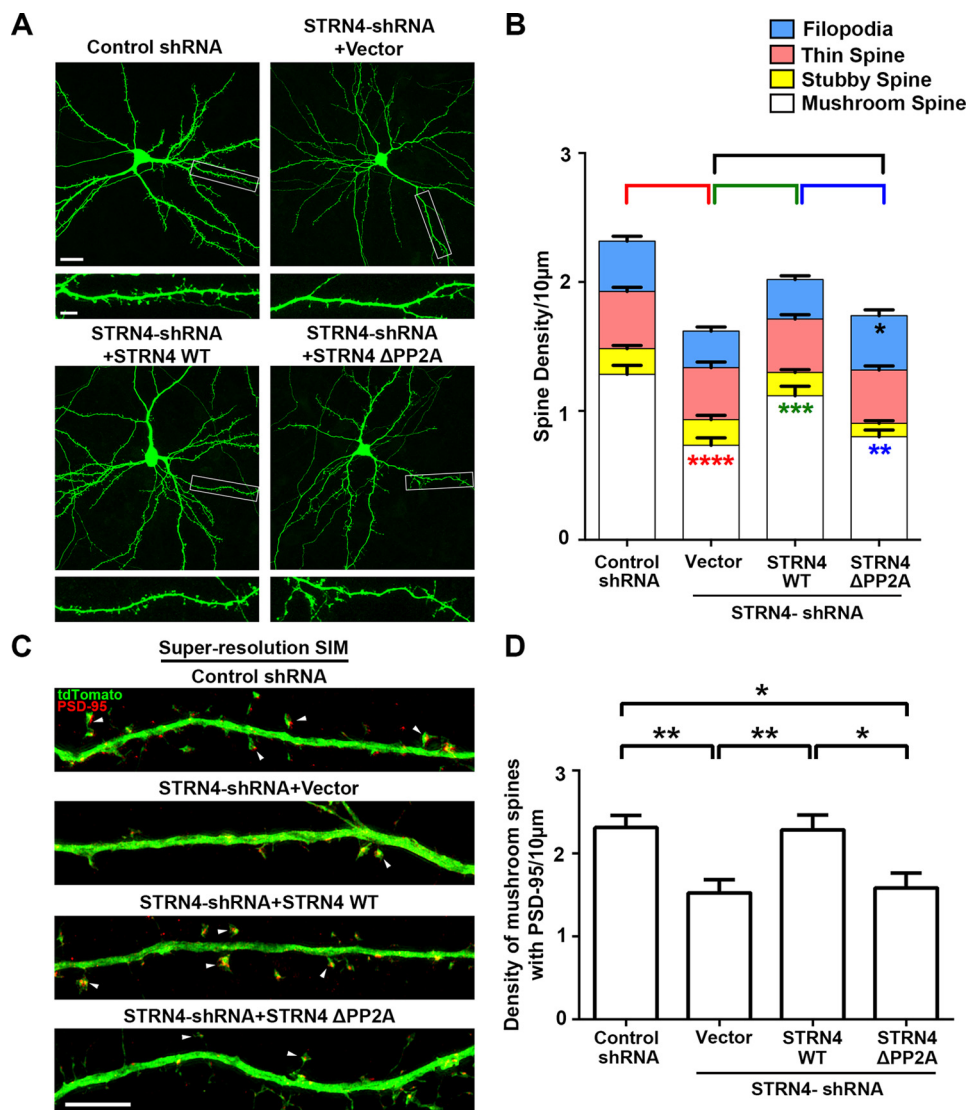 A
Control shRNA
STRN4-shRNA
+Vector
STRN4-shRNA
+STRN4 WT
STRN4-shRNA
+STRN4 ΔPP2A
B
Filopodia
Thin Spine
Stubby Spine
Mushroom Spine
Spine Density/10μm
3
2
1
0
*
****
***
**
Control
shRNA
Vector
STRN4
WT
STRN4
ΔPP2A
STRN4- shRNA
C
Super-resolution SIM
Control shRNA
tdTomato
PSD-95
STRN4-shRNA+Vector
STRN4-shRNA+STRN4 WT
STRN4-shRNA+STRN4 ΔPP2A
D
Density of mushroom spines
with PSD-95/10μm
*
**
**
*
3
2
1
0
Control
shRNA
Vector
STRN4
WT
STRN4
ΔPP2A
STRN4- shRNA